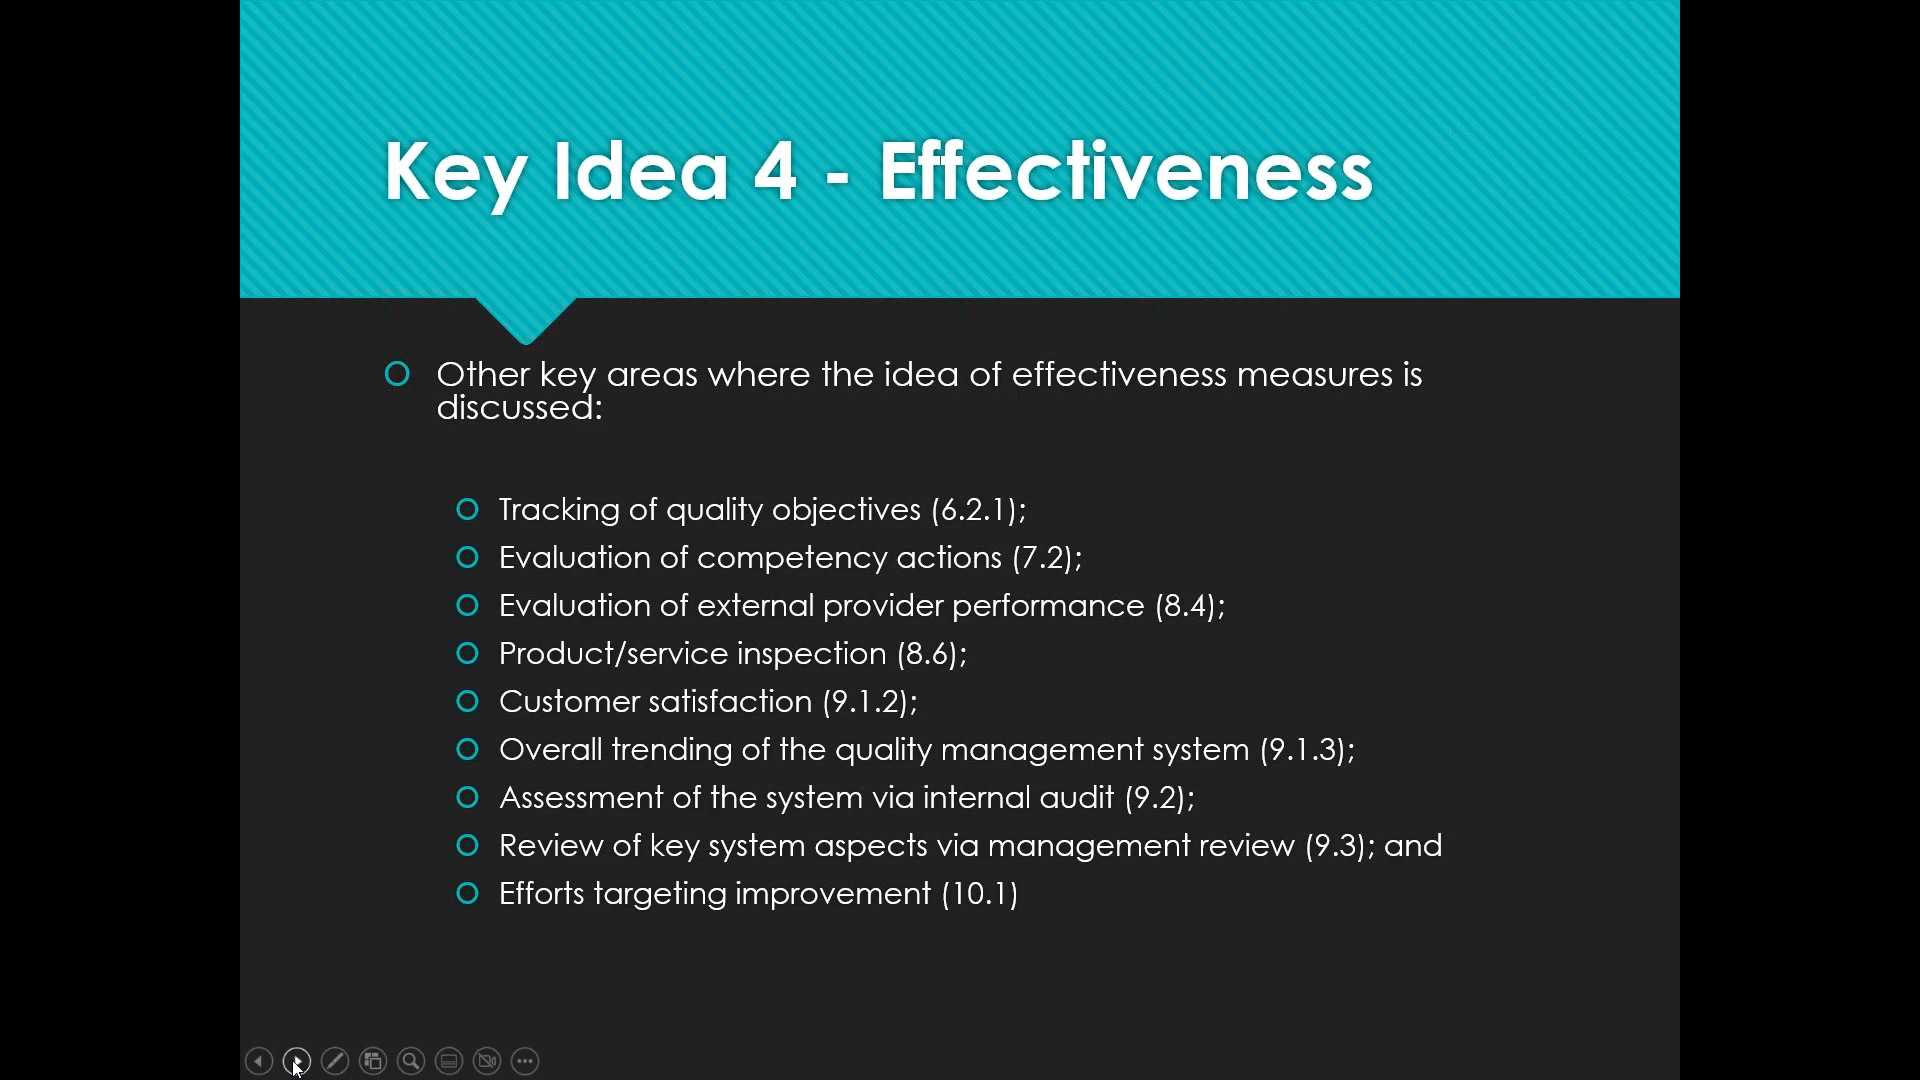 Key Idea 4 - Effectiveness
Other key areas where the idea of effectiveness measures is
discussed:
Tracking of quality objectives (6.2.1);
Evaluation of competency actions (7.2);
Evaluation of external provider performance (8.4);
Product/service inspection (8.6);
Customer satisfaction (9.1.2);
Overall trending of the quality management system (9.1.3);
Assessment of the system via internal audit (9.2);
Review of key system aspects via management review (9.3); and
Efforts targeting improvement (10.1)